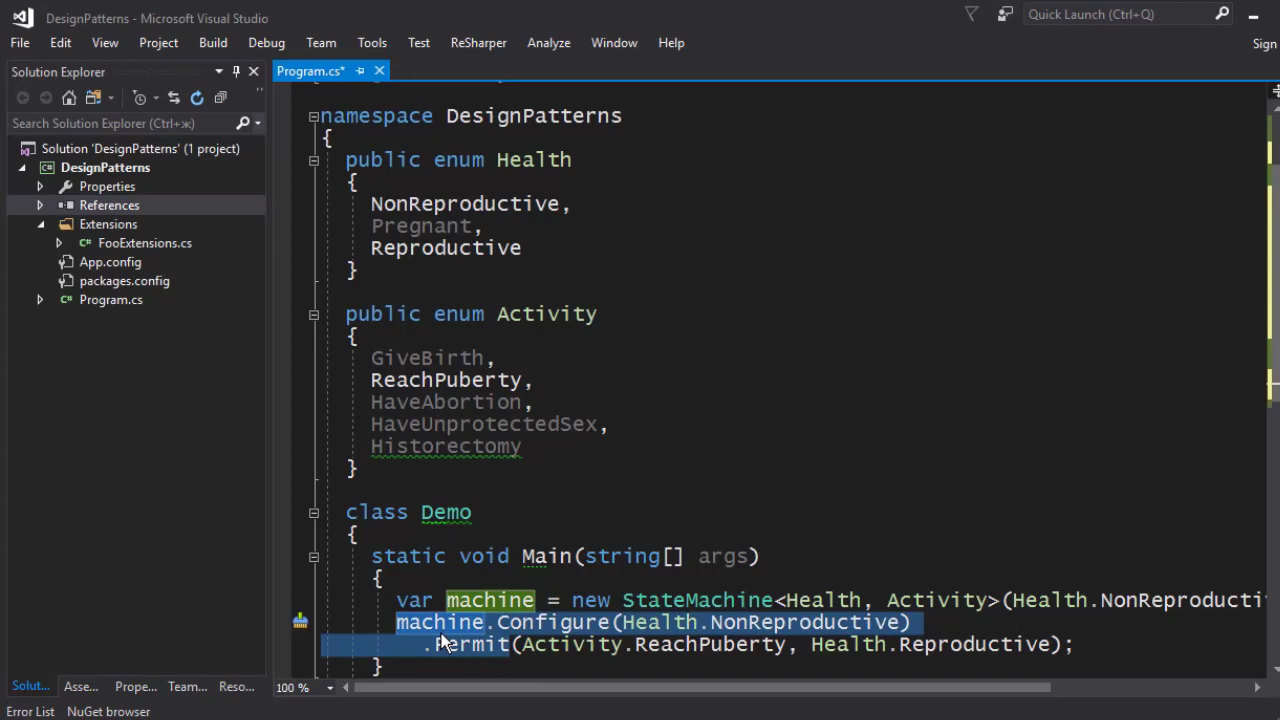 DesignPatterns - Microsoft Visual Studio
Quick Launch (Ctrl+Q)
File Edit View Project Build Debug Team Tools Test ReSharper Analyze Window Help
Sign
Solution Explorer
Program.cs*
Search Solution Explorer (Ctrl+ж)
Solution 'DesignPatterns' (1 project)
DesignPatterns
Properties
References
Extensions
FooExtensions.cs
App.config
packages.config
Program.cs
namespace DesignPatterns
{
public enum Health
{
NonReproductive,
Pregnant,
Reproductive
}
public enum Activity
{
GiveBirth,
ReachPuberty,
HaveAbortion,
HaveUnprotectedSex,
Historectomy
}
class Demo
{
static void Main(string[] args)
{
var machine = new StateMachine<Health, Activity>(Health.NonReproducti
machine.Configure(Health.NonReproductive)
.Permit(Activity.ReachPuberty, Health.Reproductive);
}
100 %
Solut... Asse... Prope... Team... Reso...
Error List NuGet browser